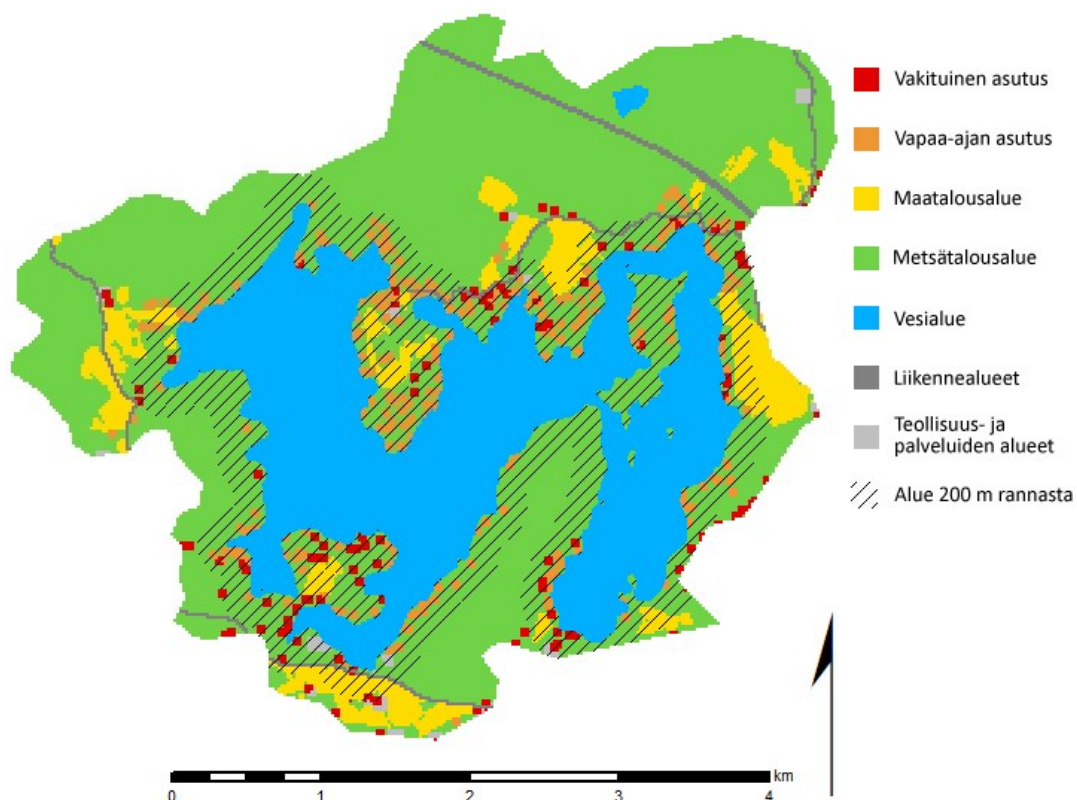 Vakituinen asutus
Vapaa-ajan asutus
Maatalousalue
Metsätalousalue
Vesialue
Liikennealueet
Teollisuus- ja
palveluiden alueet
Alue 200 m rannasta
km
0 1 2 3 4